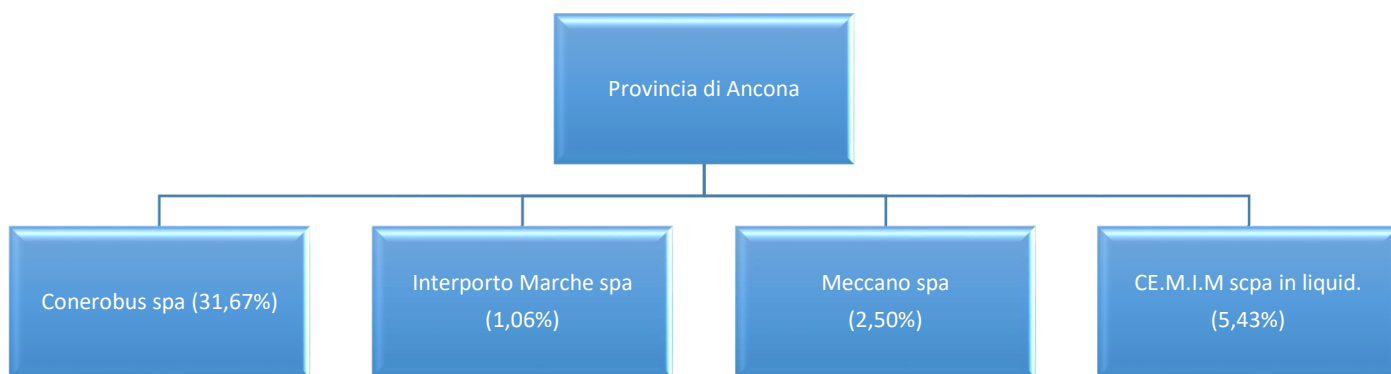 Provincia di Ancona
Conerobus spa (31,67%)
Interporto Marche spa
(1,06%)
Meccano spa
(2,50%)
CE.M.I.M scpa in liquid.
(5,43%)